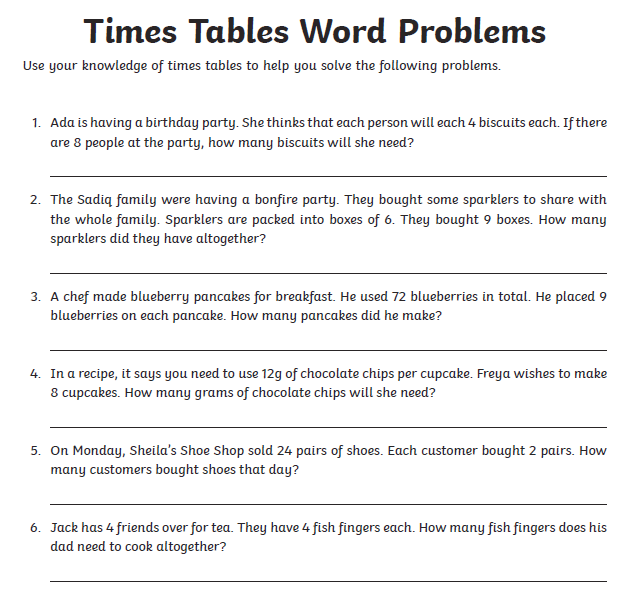 Times Tables Word Problems
Use your knowledge of times tables to help you solve the following problems.
1. Ada is having a birthday party. She thinks that each person will each 4 biscuits each. If there
are 8 people at the party, how many biscuits will she need?
2. The Sadiq family were having a bonfire party. They bought some sparklers to share with
the whole family. Sparklers are packed into boxes of 6. They bought 9 boxes. How many
sparklers did they have altogether?
3. A chef made blueberry pancakes for breakfast. He used 72 blueberries in total. He placed 9
blueberries on each pancake. How many pancakes did he make?
4. In a recipe, it says you need to use 12g of chocolate chips per cupcake. Freya wishes to make
8 cupcakes. How many grams of chocolate chips will she need?
5. On Monday, Sheila's Shoe Shop sold 24 pairs of shoes. Each customer bought 2 pairs. How
many customers bought shoes that day?
6. Jack has 4 friends over for tea. They have 4 fish fingers each. How many fish fingers does his
dad need to cook altogether?